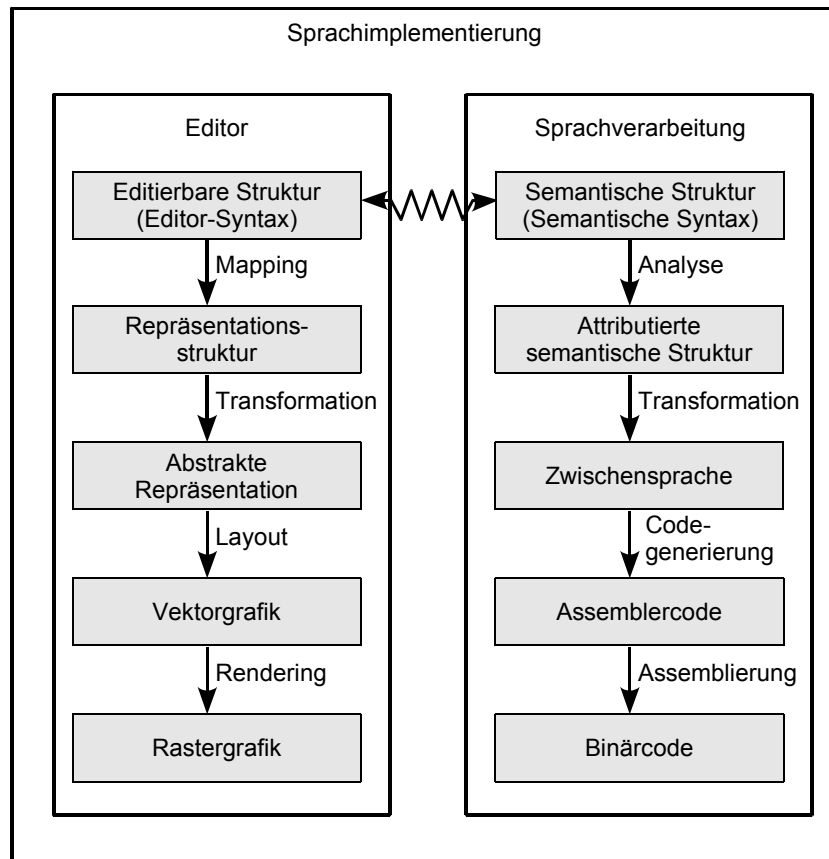 Sprachimplementierung
Editor
Editierbare Struktur
(Editor-Syntax)
Mapping
Repräsentations-
struktur
Transformation
Abstrakte
Repräsentation
Layout
Vektorgrafik
Rendering
Rastergrafik
Sprachverarbeitung
Semantische Struktur
(Semantische Syntax)
Analyse
Attributierte
semantische Struktur
Transformation
Zwischensprache
Code-
generierung
Assemblercode
Assemblierung
Binärcode